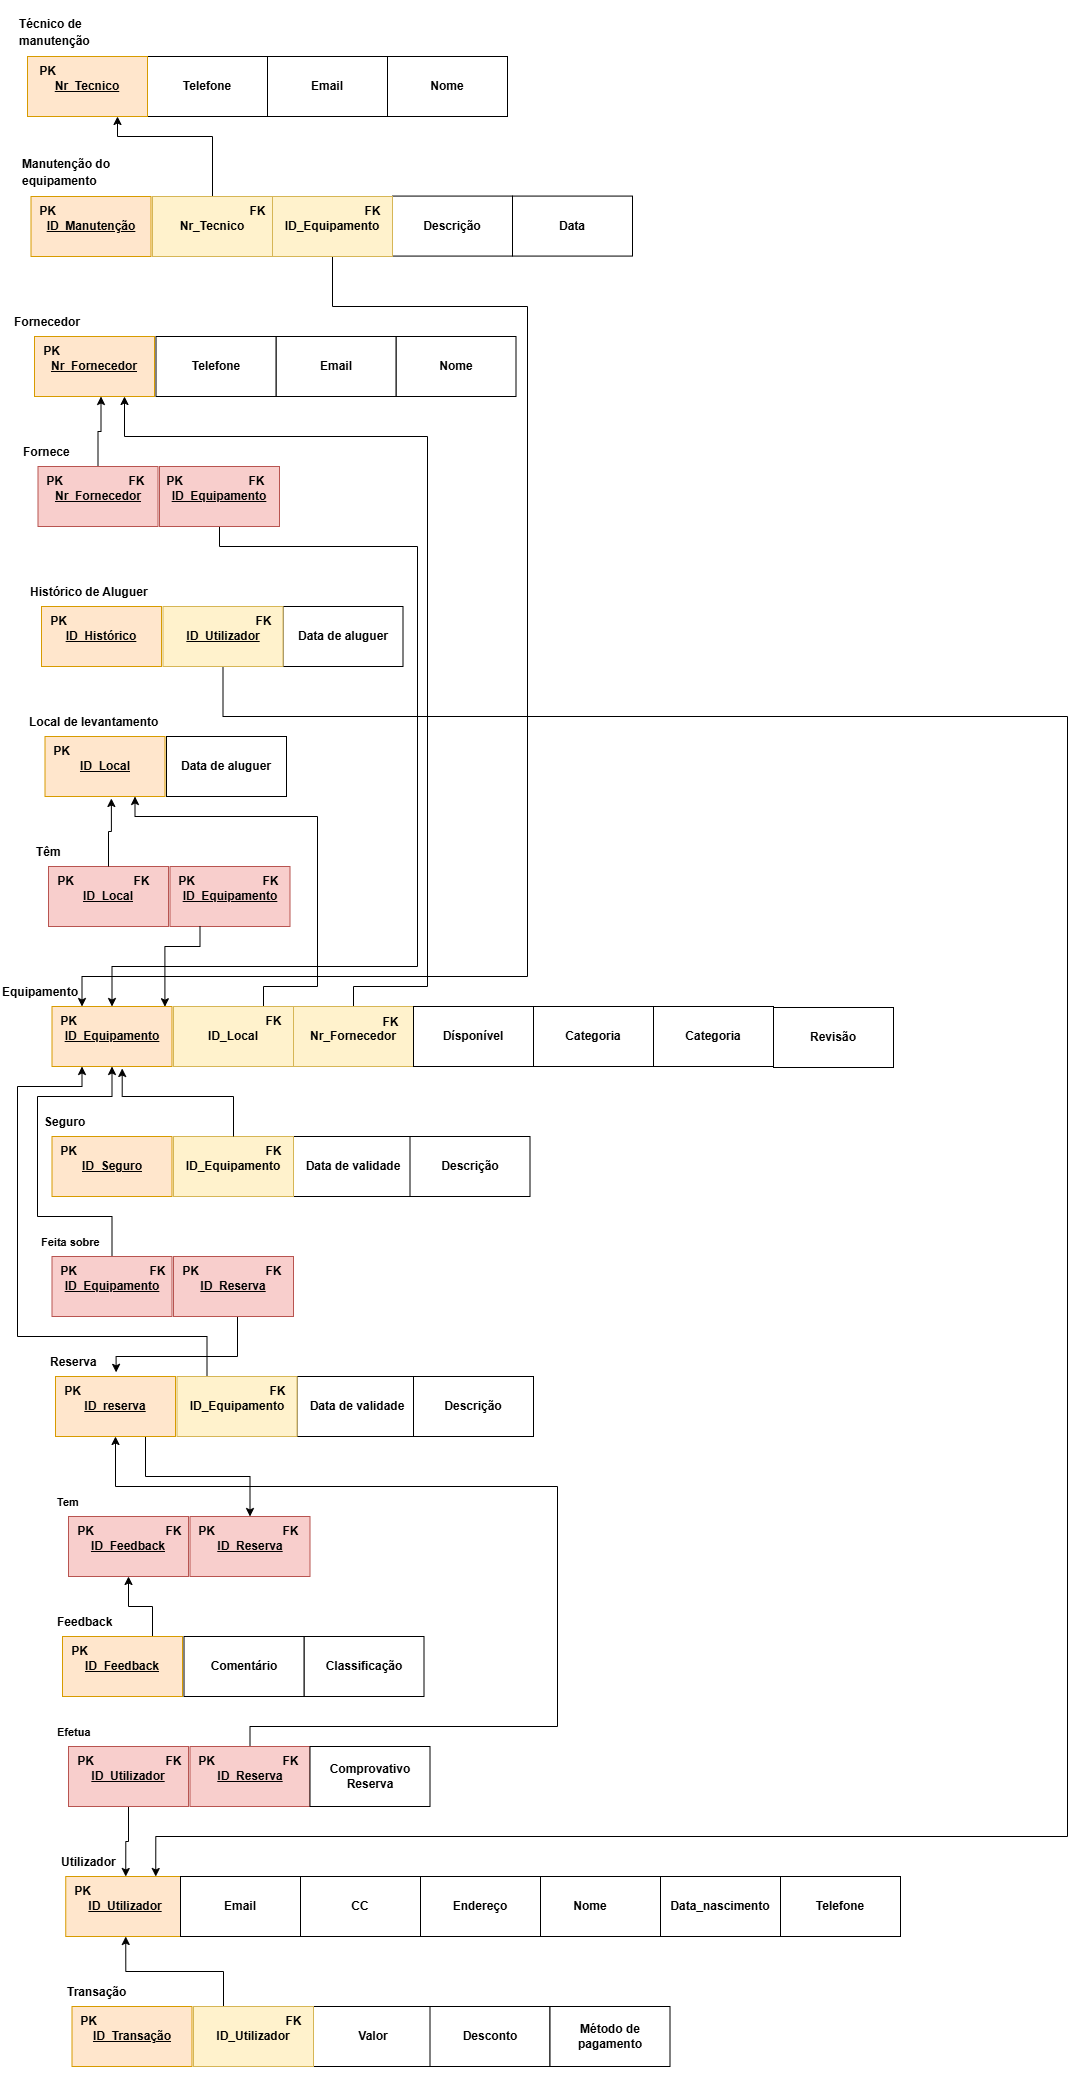 Técnico de
manutenção
PK
Nr_Tecnico
Telefone
Email
Nome
Manutenção do
equipamento
PK
ID_Manutenção
FK
Nr_Tecnico
FK
ID_Equipamento
Descrição
Data
Fornecedor
PK
Nr_Fornecedor
Telefone
Email
Nome
Fornece
PK FK
Nr_Fornecedor
PK FK
ID_Equipamento
Histórico de Aluguer
PK
ID_Histórico
FK
ID_Utilizador
Data de aluguer
Local de levantamento
PK
ID_Local
Data de aluguer
Têm
PK FK
ID_Local
PK FK
ID_Equipamento
Equipamento
PK
ID_Equipamento
FK
ID_Local
FK
Nr_Fornecedor
Dísponível
Categoria
Categoria
Revisão
Seguro
PK
ID_Seguro
FK
ID_Equipamento
Data de validade
Descrição
Feita sobre
PK FK
ID_Equipamento
PK FK
ID_Reserva
Reserva
PK
ID_reserva
FK
ID_Equipamento
Data de validade
Descrição
Tem
PK FK
ID_Feedback
PK FK
ID_Reserva
Feedback
PK
ID_Feedback
Comentário
Classificação
Efetua
PK FK
ID_Utilizador
PK FK
ID_Reserva
Comprovativo
Reserva
Utilizador
PK
ID_Utilizador
Email
CC
Endereço
Nome
Data_nascimento
Telefone
Transação
PK
ID_Transação
FK
ID_Utilizador
Valor
Desconto
Método de
pagamento